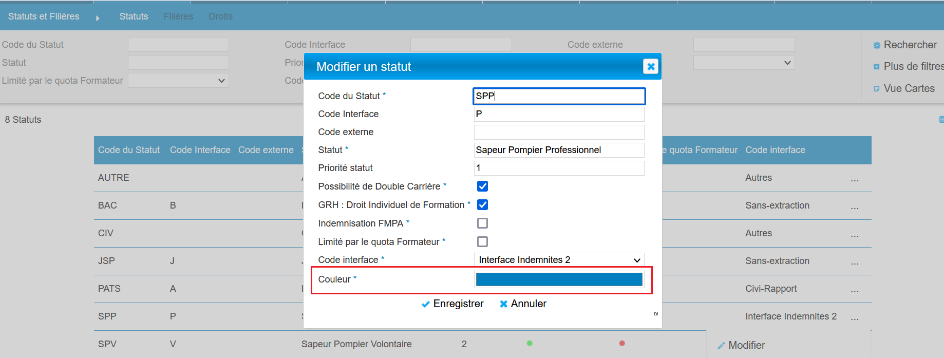 Statuts et Filières ▸ Statuts Filières Droits
Code du Statut Code Interface Code externe
Statut
Limité par le quota Formateur
Rechercher
Plus de filtres
Vue Cartes
8 Statuts
Code du Statut Code Interface Code externe quota Formateur Code interface
AUTRE Autres ...
BAC B Sans-extraction ...
CIV Autres ...
JSP J Sans-extraction ...
PATS A Civi-Rapport ...
SPP P Interface Indemnites 2 ...
SPV V Sapeur Pompier Volontaire 2 Modifier
Modifier un statut
Code du Statut * SPP
Code Interface P
Code externe
Statut * Sapeur Pompier Professionnel
Priorité statut 1
Possibilité de Double Carrière *
GRH : Droit Individuel de Formation *
Indemnisation FMPA *
Limité par le quota Formateur *
Code interface * Interface Indemnites 2
Couleur *
Enregistrer Annuler